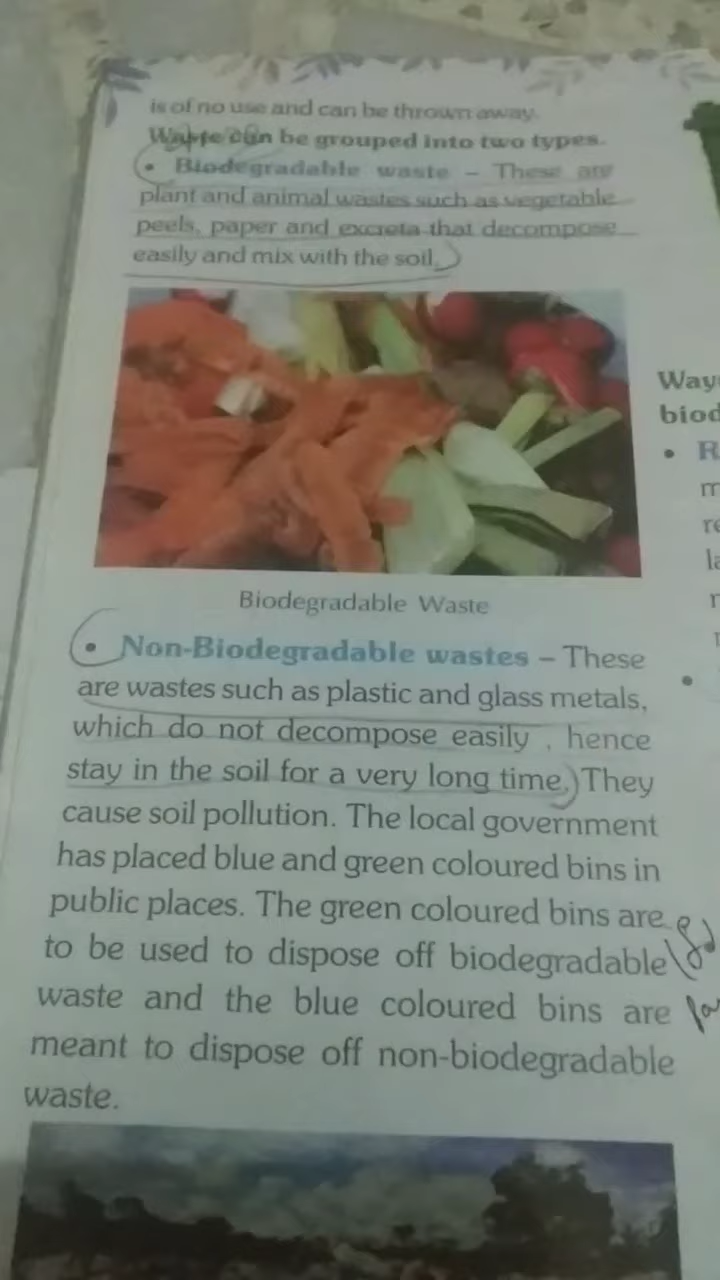 is of no use and can be thrown away.
Waste can be grouped into two types.
• Biodegradable waste – These are
plant and animal wastes such as vegetable
peels, paper and excreta that decompose
easily and mix with the soil.
Biodegradable Waste
• Non-Biodegradable wastes – These
are wastes such as plastic and glass metals,
which do not decompose easily , hence
stay in the soil for a very long time. They
cause soil pollution. The local government
has placed blue and green coloured bins in
public places. The green coloured bins are
to be used to dispose off biodegradable
waste and the blue coloured bins are
meant to dispose off non-biodegradable
waste.
Way
biod
• R